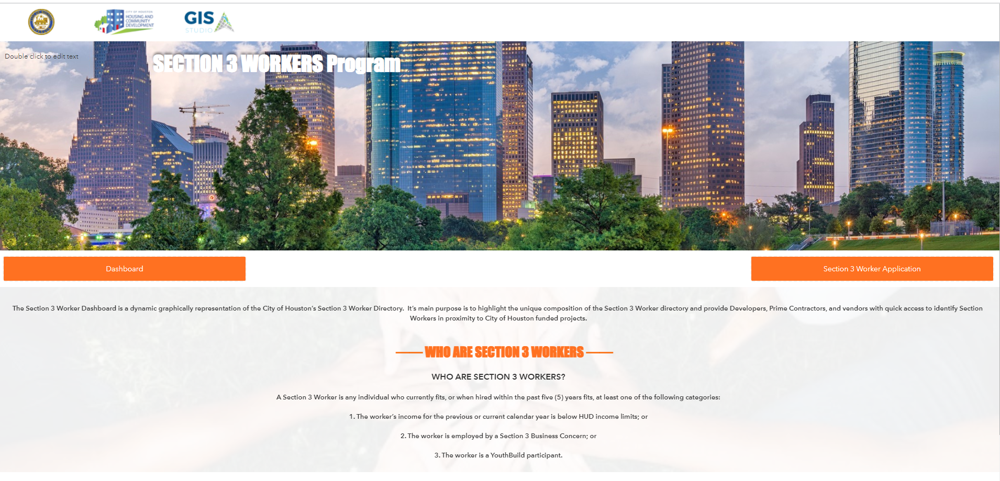 CITY OF HOUSTON
HOUSING AND
COMMUNITY
DEVELOPMENT
GIS
STUDIO
Double click to edit text
SECTION 3 WORKERS Program
Dashboard
Section 3 Worker Application
The Section 3 Worker Dashboard is a dynamic graphically representation of the City of Houston's Section 3 Worker Directory.  It's main purpose is to highlight the unique composition of the Section 3 Worker directory and provide Developers, Prime Contractors, and vendors with quick access to identify Section
Workers in proximity to City of Houston funded projects.
WHO ARE SECTION 3 WORKERS
WHO ARE SECTION 3 WORKERS?
A Section 3 Worker is any individual who currently fits, or when hired within the past five (5) years fits, at least one of the following categories:
1. The worker's income for the previous or current calendar year is below HUD income limits; or
2. The worker is employed by a Section 3 Business Concern; or
3. The worker is a YouthBuild participant.